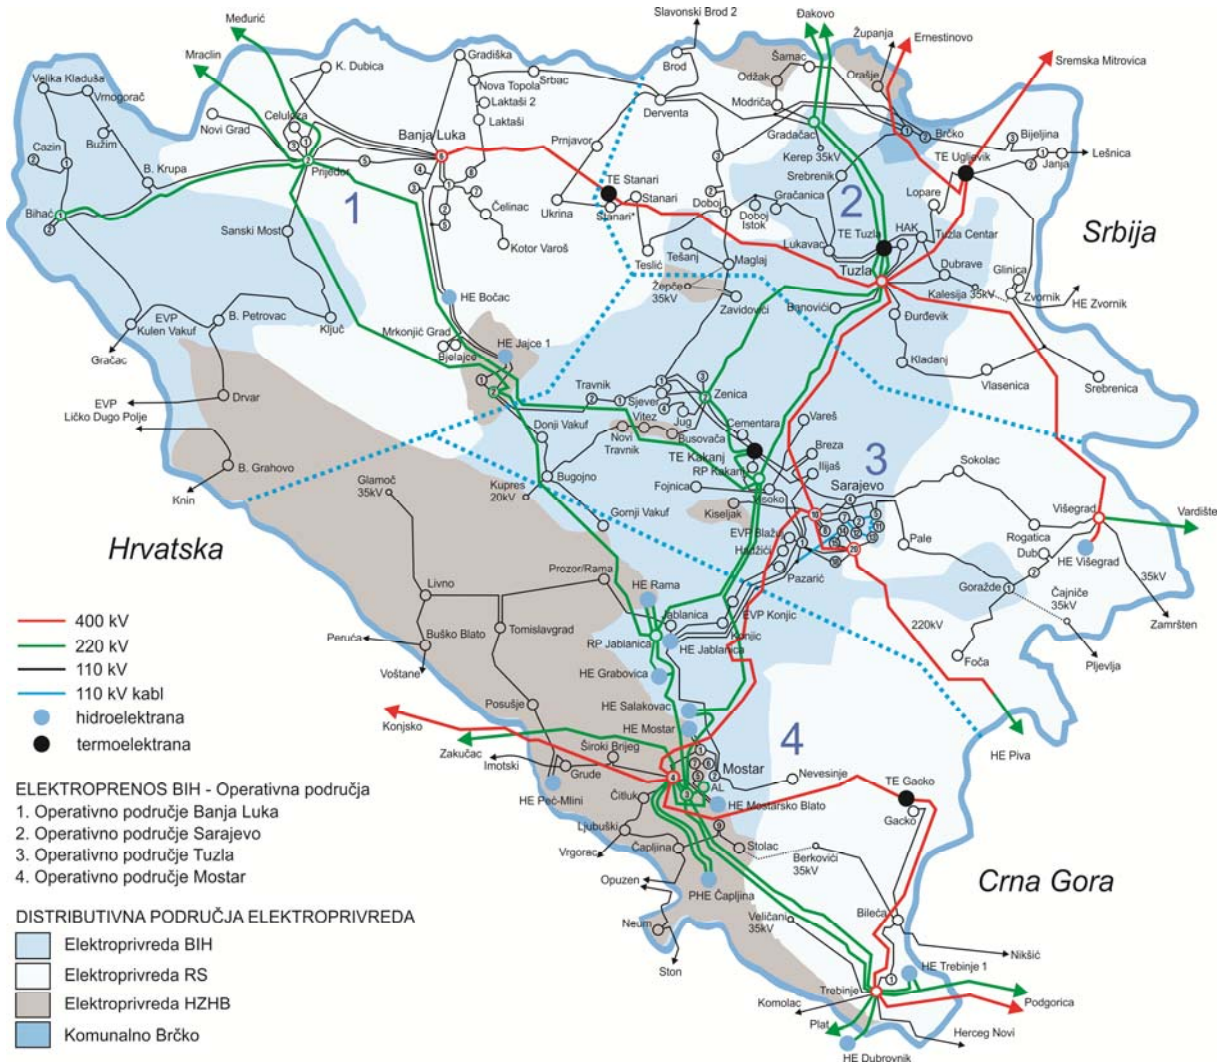 Međurić
Mraclin
Slavonski Brod 2
Đakovo
Županja
Ernestinovo
Sremska Mitrovica
Velika Kladuša
Vrnogorač
K. Dubica
Gradiška
Nova Topola
Srbac
Laktaši 2
Laktaši
Brod
Šamac
Odžak
Orašje
Modriča
Derventa
Novi Grad
Celuloza
Banja Luka
Prnjavor
Gradačac
Kerep 35kV
Brčko
Bijeljina
Janja
Lešnica
Cazin
Bužim
B. Krupa
Prijedor
TE Stanari
Stanari
Stanari*
Ukrina
Doboj
Doboj
Istok
Gračanica
Srebrenik
TE Ugljevik
Lopare
Bihać
1
Čelinac
Kotor Varoš
2
TE Tuzla
HAK
Tuzla Centar
Srbija
Sanski Most
Teslić
Tešanj
Maglaj
Lukavac
Tuzla
Dubrave
Kalesija 35kV
Glinica
Zvornik
HE Zvornik
Žepče
35kV
Zavidovići
Banovići
Đurđevik
HE Bočac
EVP
Kulen Vakuf
B. Petrovac
Ključ
Mrkonjić Grad
Bjelajce
HE Jajce 1
Kladanj
Vlasenica
Srebrenica
Gračac
EVP
Ličko Dugo Polje
Drvar
Travnik
Sjever
Zenica
Jug
Vitez
Novi
Travnik
Busovača
Cementara
Vareš
Breza
Donji Vakuf
TE Kakanj
RP Kakanj
Ilijaš
3
Sarajevo
Sokolac
B. Grahovo
Knin
Glamoč
35kV
Kupres
20kV
Bugojno
Fojnica
Visoko
Kiseljak
Gornji Vakuf
EVP Blažuj
Hadžići
Pazarić
Pale
Rogatica
Višegrad
Vardište
HE Višegrad
Dub
Goražde
Čajniče
35kV
35kV
Zamršten
Pljevlja
Foča
220kV
HE Piva
Hrvatska
Prozor/Rama
HE Rama
Livno
Jablanica
EVP Konjic
Konjic
RP Jablanica
HE Jablanica
Peruća
Buško Blato
Tomislavgrad
Voštane
HE Grabovica
Posušje
HE Salakovac
HE Mostar
4
Konjsko
Zakučac
Široki Brijeg
Imotski
Grude
Mostar
AL
Nevesinje
TE Gacko
Gacko
HE Peć-Mlini
Čitluk
HE Mostarsko Blato
Ljubuški
Vrgorac
Čapljina
Stolac
Berkovići
35kV
Crna Gora
Opuzen
PHE Čapljina
Veličani
35kV
Bileća
Neum
Ston
Nikšić
HE Trebinje 1
Trebinje
Komolac
Podgorica
Plat
Herceg Novi
HE Dubrovnik
400 kV
220 kV
110 kV
110 kV kabl
hidroelektrana
termoelektrana
ELEKTROPRENOS BIH - Operativna područja
1. Operativno područje Banja Luka
2. Operativno područje Sarajevo
3. Operativno područje Tuzla
4. Operativno područje Mostar
DISTRIBUTIVNA PODRUČJA ELEKTROPRIVREDA
Elektroprivreda BIH
Elektroprivreda RS
Elektroprivreda HZHB
Komunalno Brčko